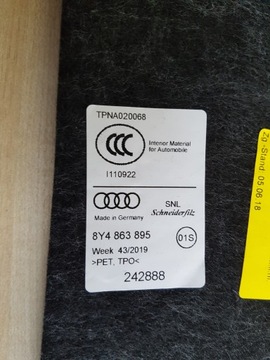 TPNA020068
CCC
Interior Material
for Automobile
I110922
SNL
Made in Germany
Schneiderfilz
8Y4 863 895
01S
Week 43/2019
>PET, TPO<
242888
Zg.-Stand: 05.06.18